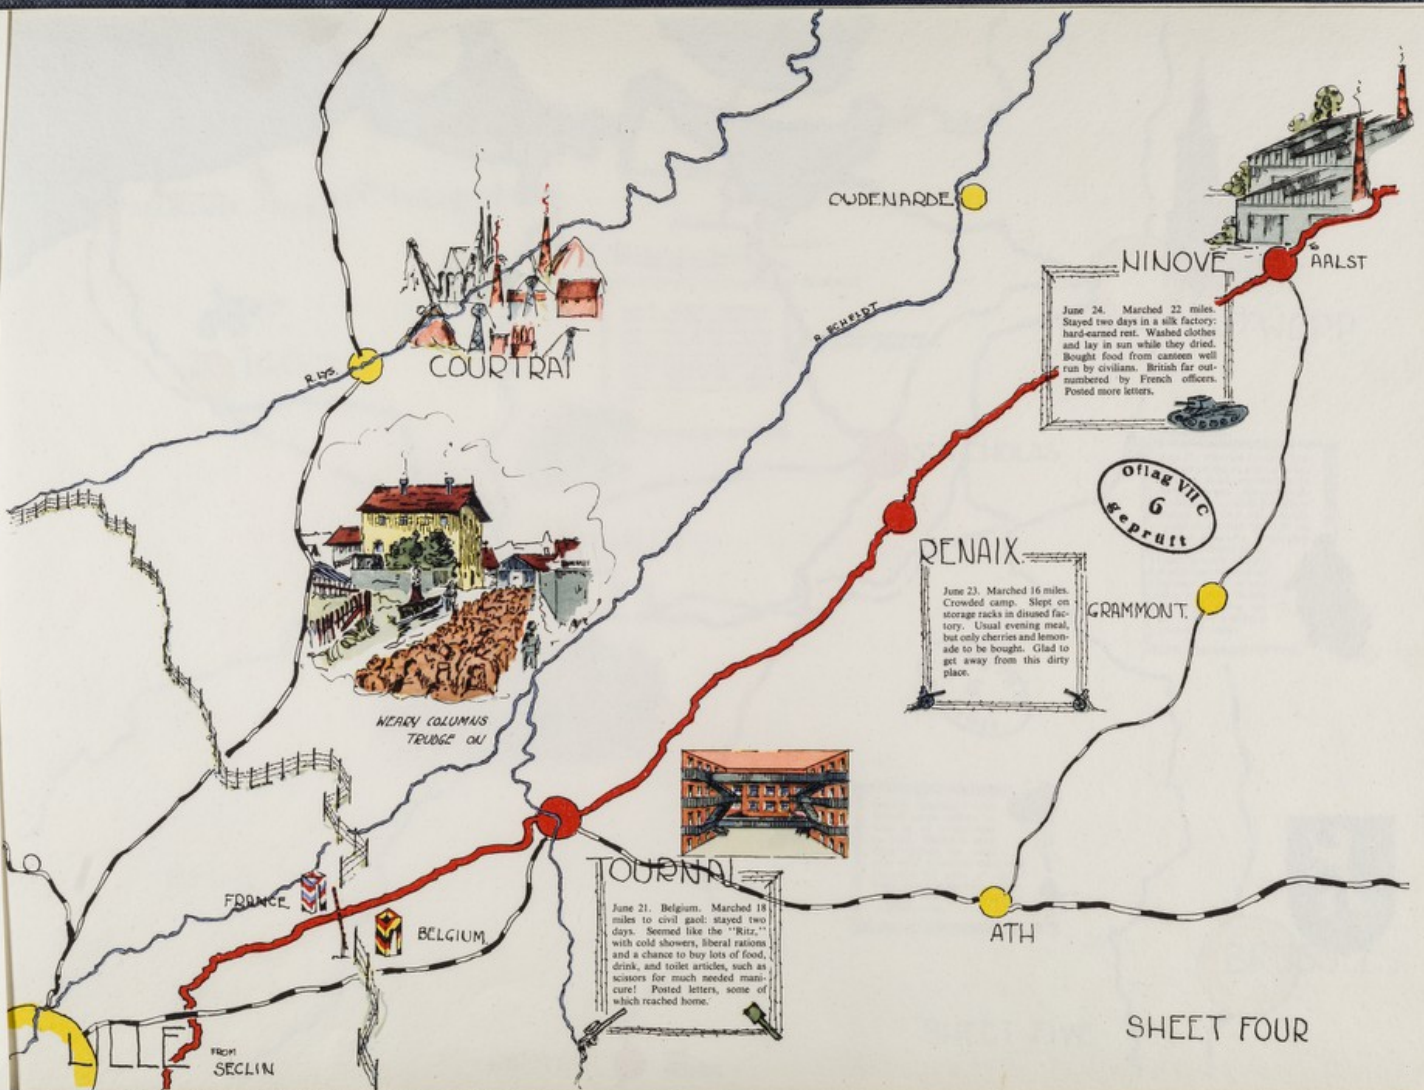 OUDENARDE
NINOVE
TO
AALST
June 24. Marched 22 miles.
Stayed two days in a silk factory:
hard-earned rest. Washed clothes
and lay in sun while they dried.
Bought food from canteen well
run by civilians. British far out-
numbered by French officers.
Posted more letters.
R. SCHELDT
R. LYS.
COURTRAI
Oflag VII C
6
geprüft
RENAIX.
June 23. Marched 16 miles.
Crowded camp. Slept on
storage racks in disused fac-
tory. Usual evening meal,
but only cherries and lemon-
ade to be bought. Glad to
get away from this dirty
place.
GRAMMONT.
WEARY COLUMNS
TRUDGE ON
TOURNAI
June 21. Belgium. Marched 18
miles to civil gaol: stayed two
days. Seemed like the "Ritz,"
with cold showers, liberal rations
and a chance to buy lots of food,
drink, and toilet articles, such as
scissors for much needed mani-
cure! Posted letters, some of
which reached home.
FRANCE
BELGIUM.
ATH
LILLE
FROM
SECLIN
SHEET FOUR